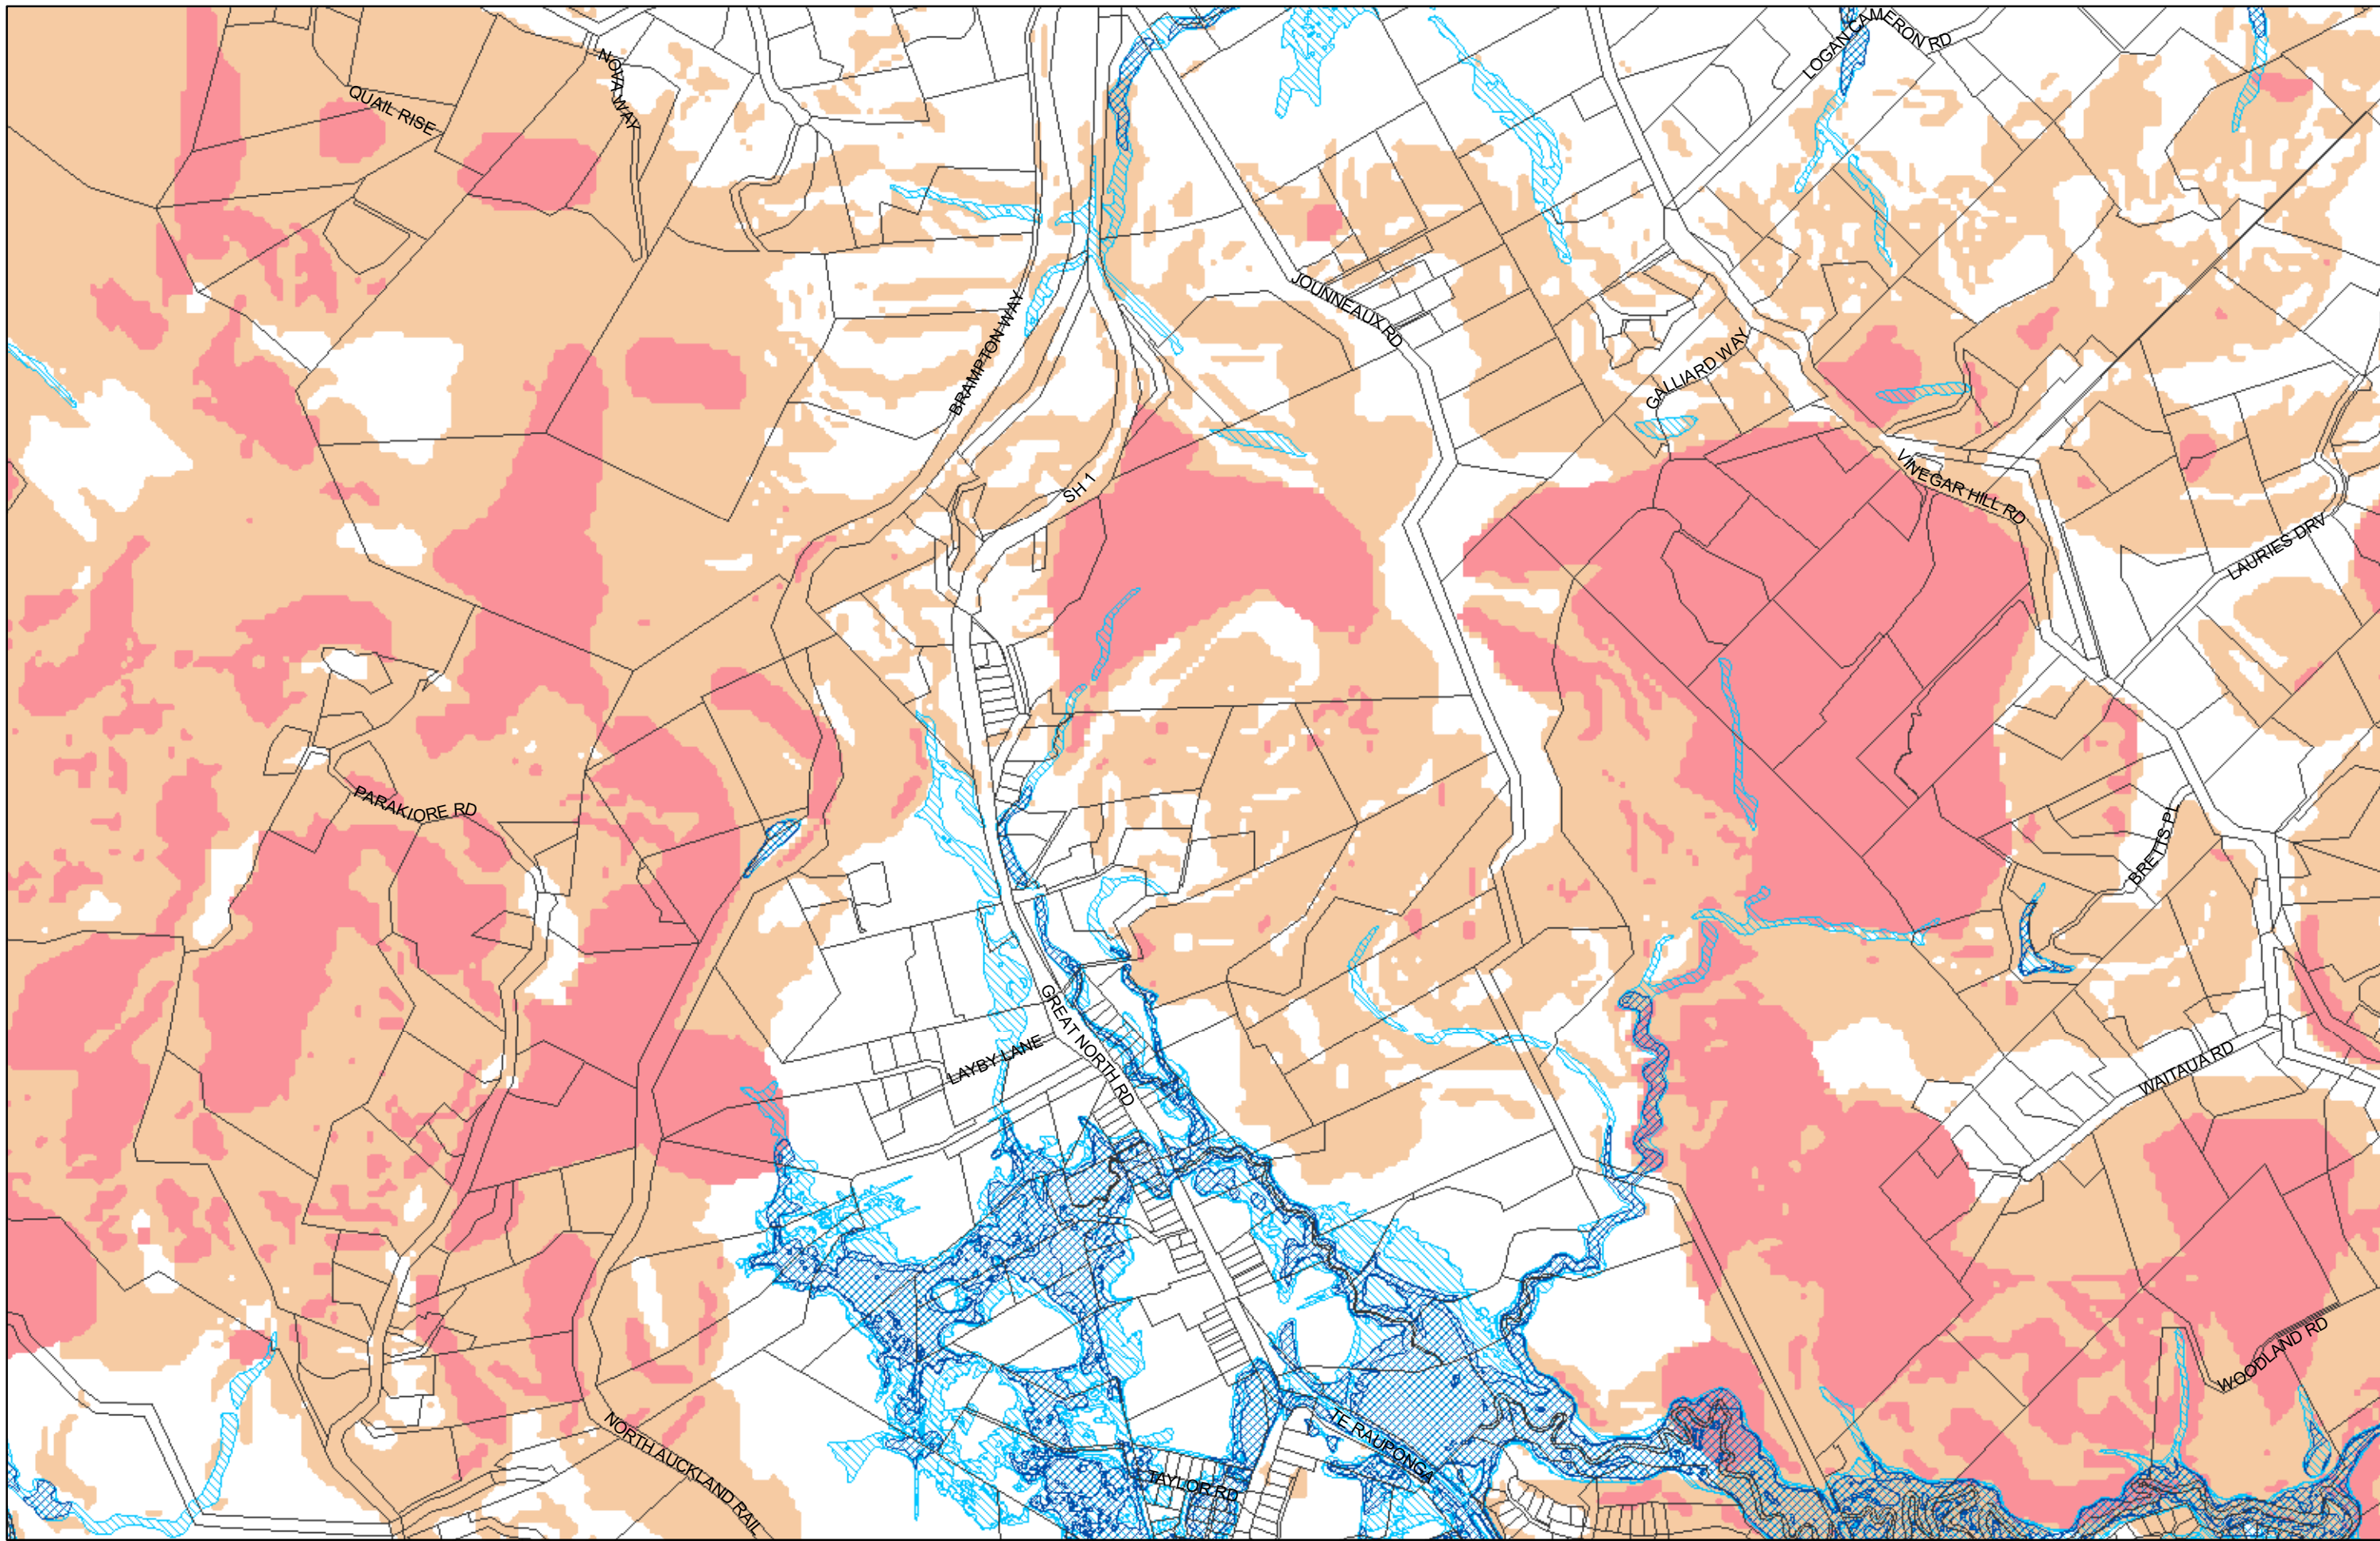 LOGAN CAMERON RD
NOVA WAY
QUAIL RISE
JOUNNEAUX RD
BRAMPTON WAY
GALLIARD WAY
SH 1
VINEGAR HILL RD
LAURIES DRV
PARAKIORE RD
BRETTS PL
GREAT NORTH RD
LAYBY LANE
WAITAUA RD
WOODLAND RD
NORTH AUCKLAND RAIL
TE RAUPONGA
TAYLOR RD